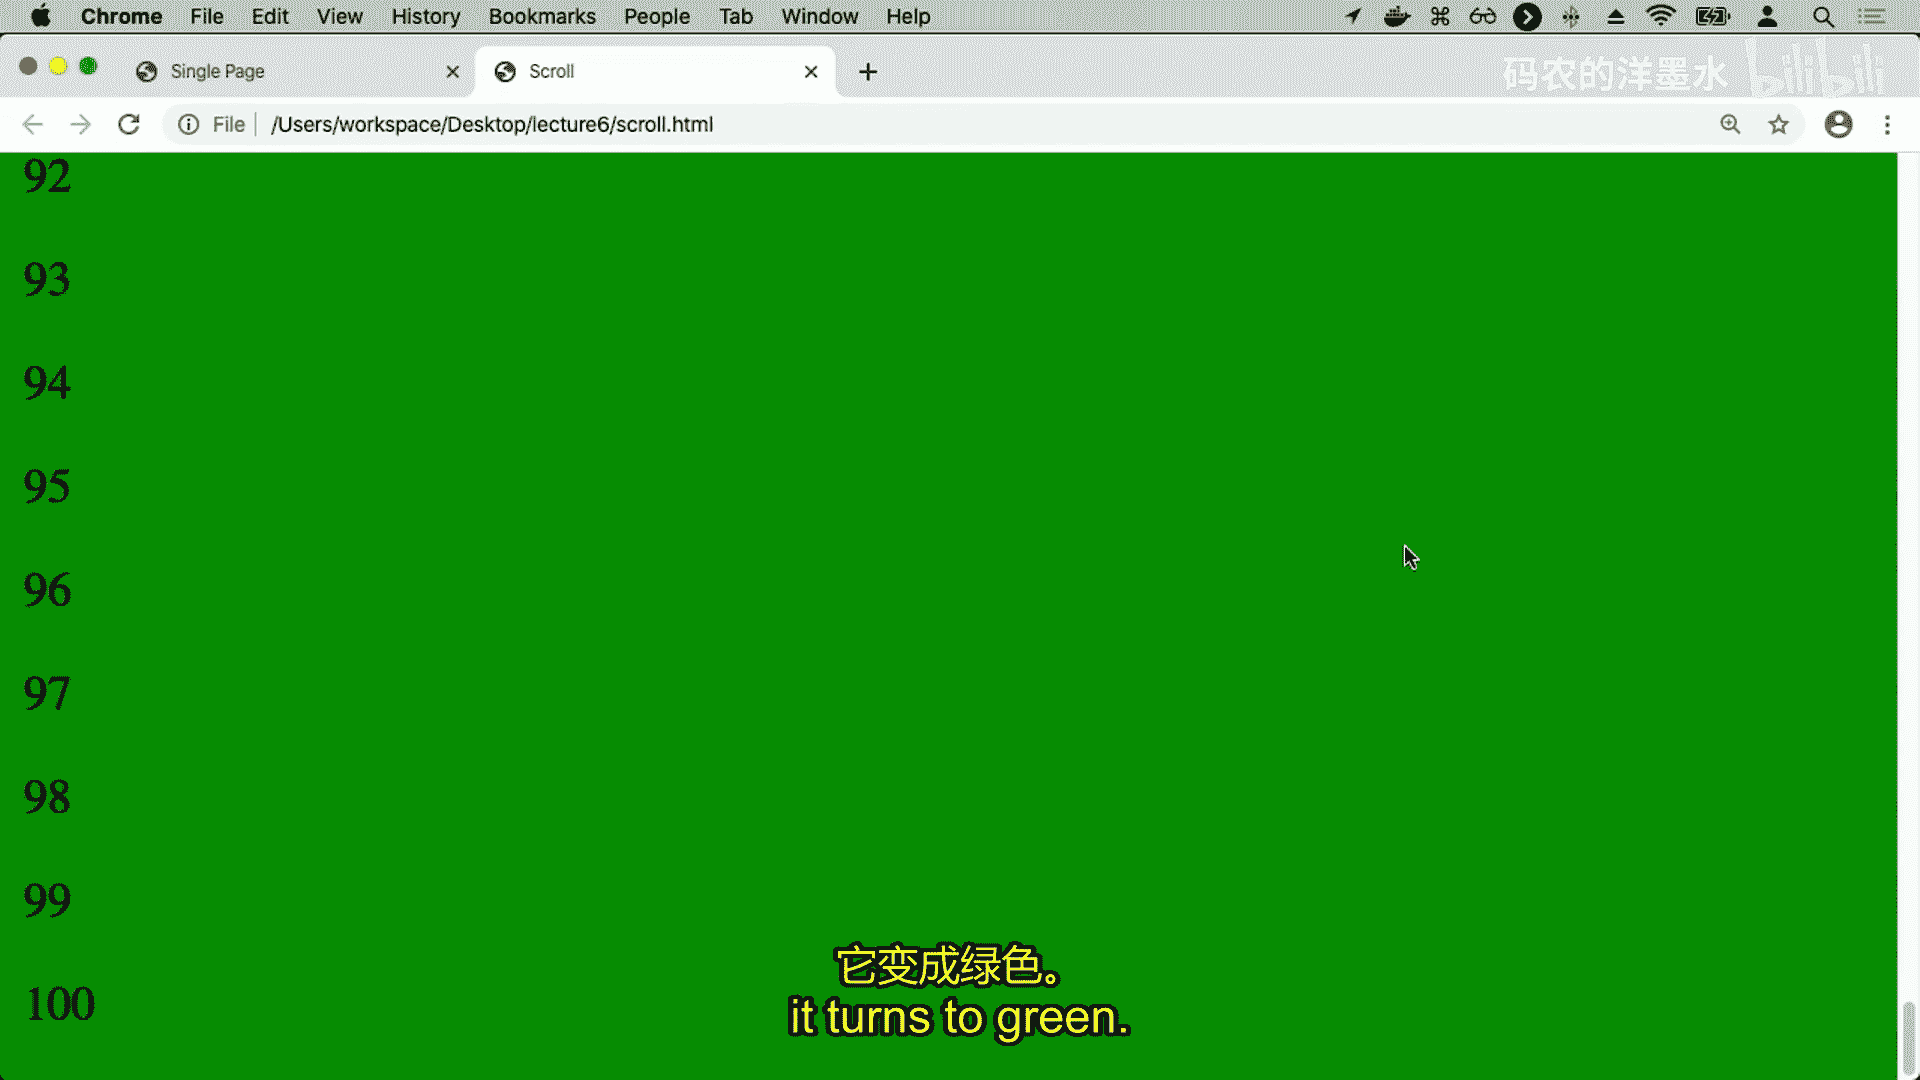 Chrome File Edit View History Bookmarks People Tab Window Help
Single Page
Scroll
码农的洋墨水 bilibili
File /Users/workspace/Desktop/lecture6/scroll.html
92
93
94
95
96
97
98
99
100
它变成绿色。
it turns to green.